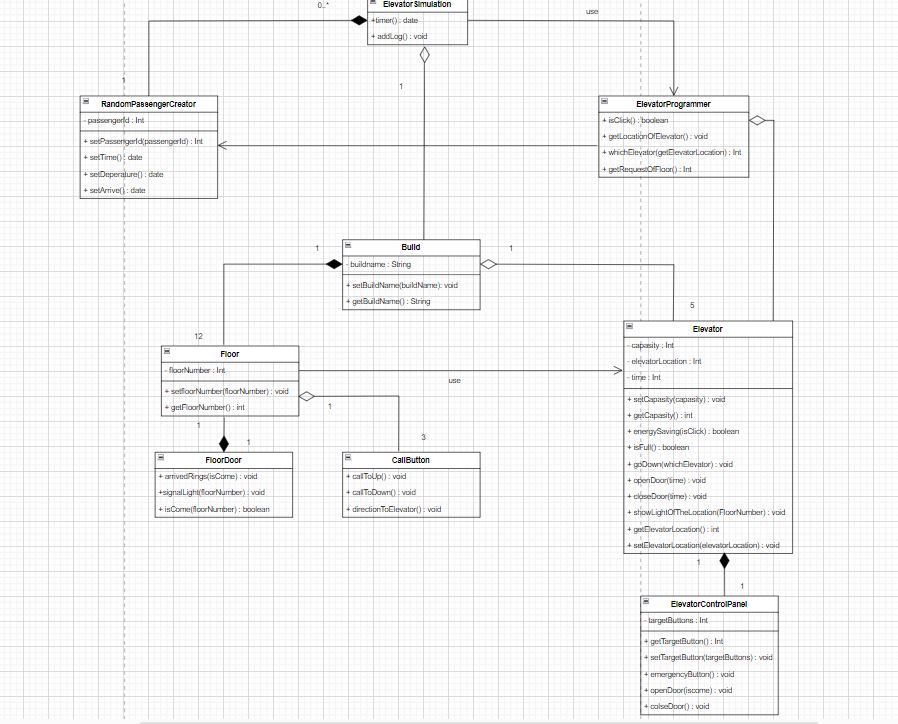 0..*
ElevatorSimulation
+timer() : date
+ addLog() : void
use
1
1
RandomPassengerCreator
- passengerId : Int
+ setPassengerId(passengerId) : Int
+ setTime() : date
+ setDeperature() : date
+ setArrive() : date
ElevatorProgrammer
+ isClick() : boolean
+ getLocationOfElevator() : void
+ whichElevator(getElevatorLocation) : Int
+ getRequestOfFloor() : Int
1
Build
1
- buildname : String
+ setBuildName(buildName): void
+ getBuildName() : String
12
5
Floor
- floorNumber : Int
+ setfloorNumber(floorNumber) : void
+ getFloorNumber() : int
use
1
1
1
3
FloorDoor
+ arrivedRings(isCome) : void
+signalLight(floorNumber) : void
+ isCome(floorNumber) : boolean
CallButton
+ callToUp() : void
+ callToDown() : void
+ directionToElevator() : void
Elevator
- capasity : Int
- elevatorLocation : Int
- time : Int
+ setCapasity(capasity) : void
+ getCapasity() : int
+ energySaving(isClick) : boolean
+ isFull() : boolean
+ goDown(whichElevator) : void
+ openDoor(time) : void
+ closeDoor(time) : void
+ showLightOfTheLocation(FloorNumber) : void
+ getElevatorLocation() : int
+ setElevatorLocation(elevatorLocation) : void
1
1
ElevatorControlPanel
- targetButtons : Int
+ getTargetButton() : Int
+ setTargetButton(targetButtons) : void
+ emergencyButton() : void
+ openDoor(iscome) : void
+ colseDoor() : void